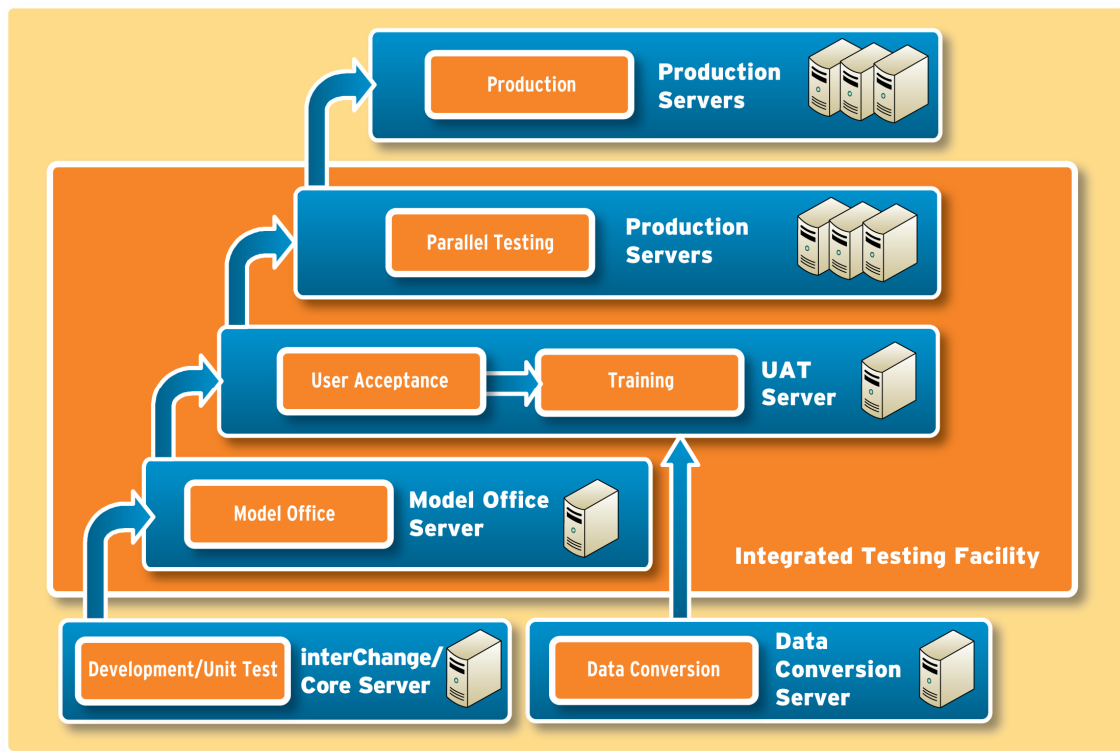 Production
Production
Servers
Parallel Testing
Production
Servers
User Acceptance
Training
UAT
Server
Model Office
Model Office
Server
Integrated Testing Facility
Development/Unit Test
interChange/
Core Server
Data Conversion
Data
Conversion
Server